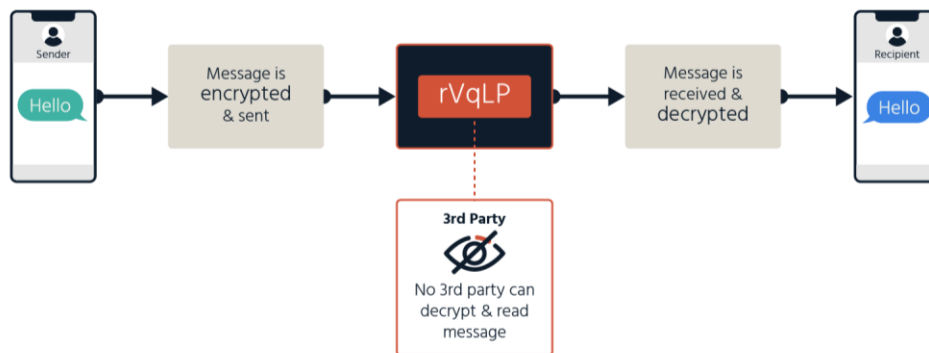 Sender
Hello
Message is
encrypted
& sent
rVqLP
3rd Party
No 3rd party can
decrypt & read
message
Message is
received &
decrypted
Recipient
Hello